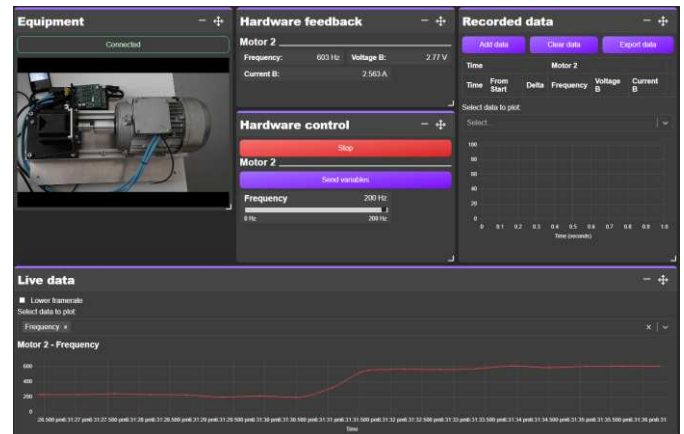 Equipment
Connected
Hardware feedback
Motor 2
Frequency: 603 Hz Voltage B: 2.77 V
Current B: 2.563 A
Hardware control
Stop
Motor 2
Send variables
Frequency 200 Hz
0 Hz 200 Hz
Recorded data
Add data Clear data Export data
Time Motor 2
Time From Start Delta Frequency Voltage B Current B
Select data to plot:
Select...
100
80
60
40
20
0
0 0.1 0.2 0.3 0.4 0.5 0.6 0.7 0.8 0.9 1.0
Time (seconds)
Live data
Lower framerate
Select data to plot:
Frequency ×
Motor 2 - Frequency
600
400
200
0
Time